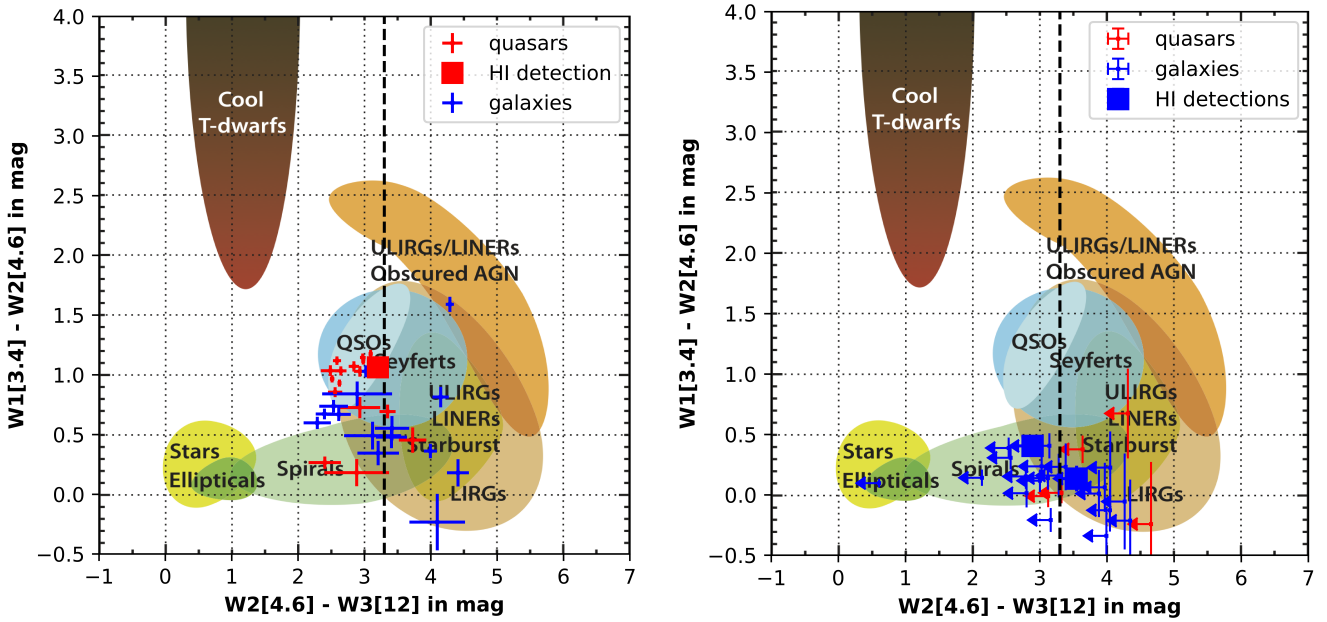 4.0
3.5
3.0
2.5
2.0
1.5
1.0
0.5
0.0
−0.5
W1[3.4] - W2[4.6] in mag
quasars
HI detection
galaxies
Cool
T-dwarfs
ULIRGs/LINERs
Obscured AGN
QSOs
Seyferts
ULIRGs
LINERs
Starburst
Stars
Spirals
Ellipticals
LIRGs
−1 0 1 2 3 4 5 6 7
W2[4.6] - W3[12] in mag
4.0
3.5
3.0
2.5
2.0
1.5
1.0
0.5
0.0
−0.5
W1[3.4] - W2[4.6] in mag
quasars
galaxies
HI detections
Cool
T-dwarfs
ULIRGs/LINERs
Obscured AGN
QSOs
Seyferts
ULIRGs
LINERs
Starburst
Stars
Spirals
Ellipticals
LIRGs
−1 0 1 2 3 4 5 6 7
W2[4.6] - W3[12] in mag